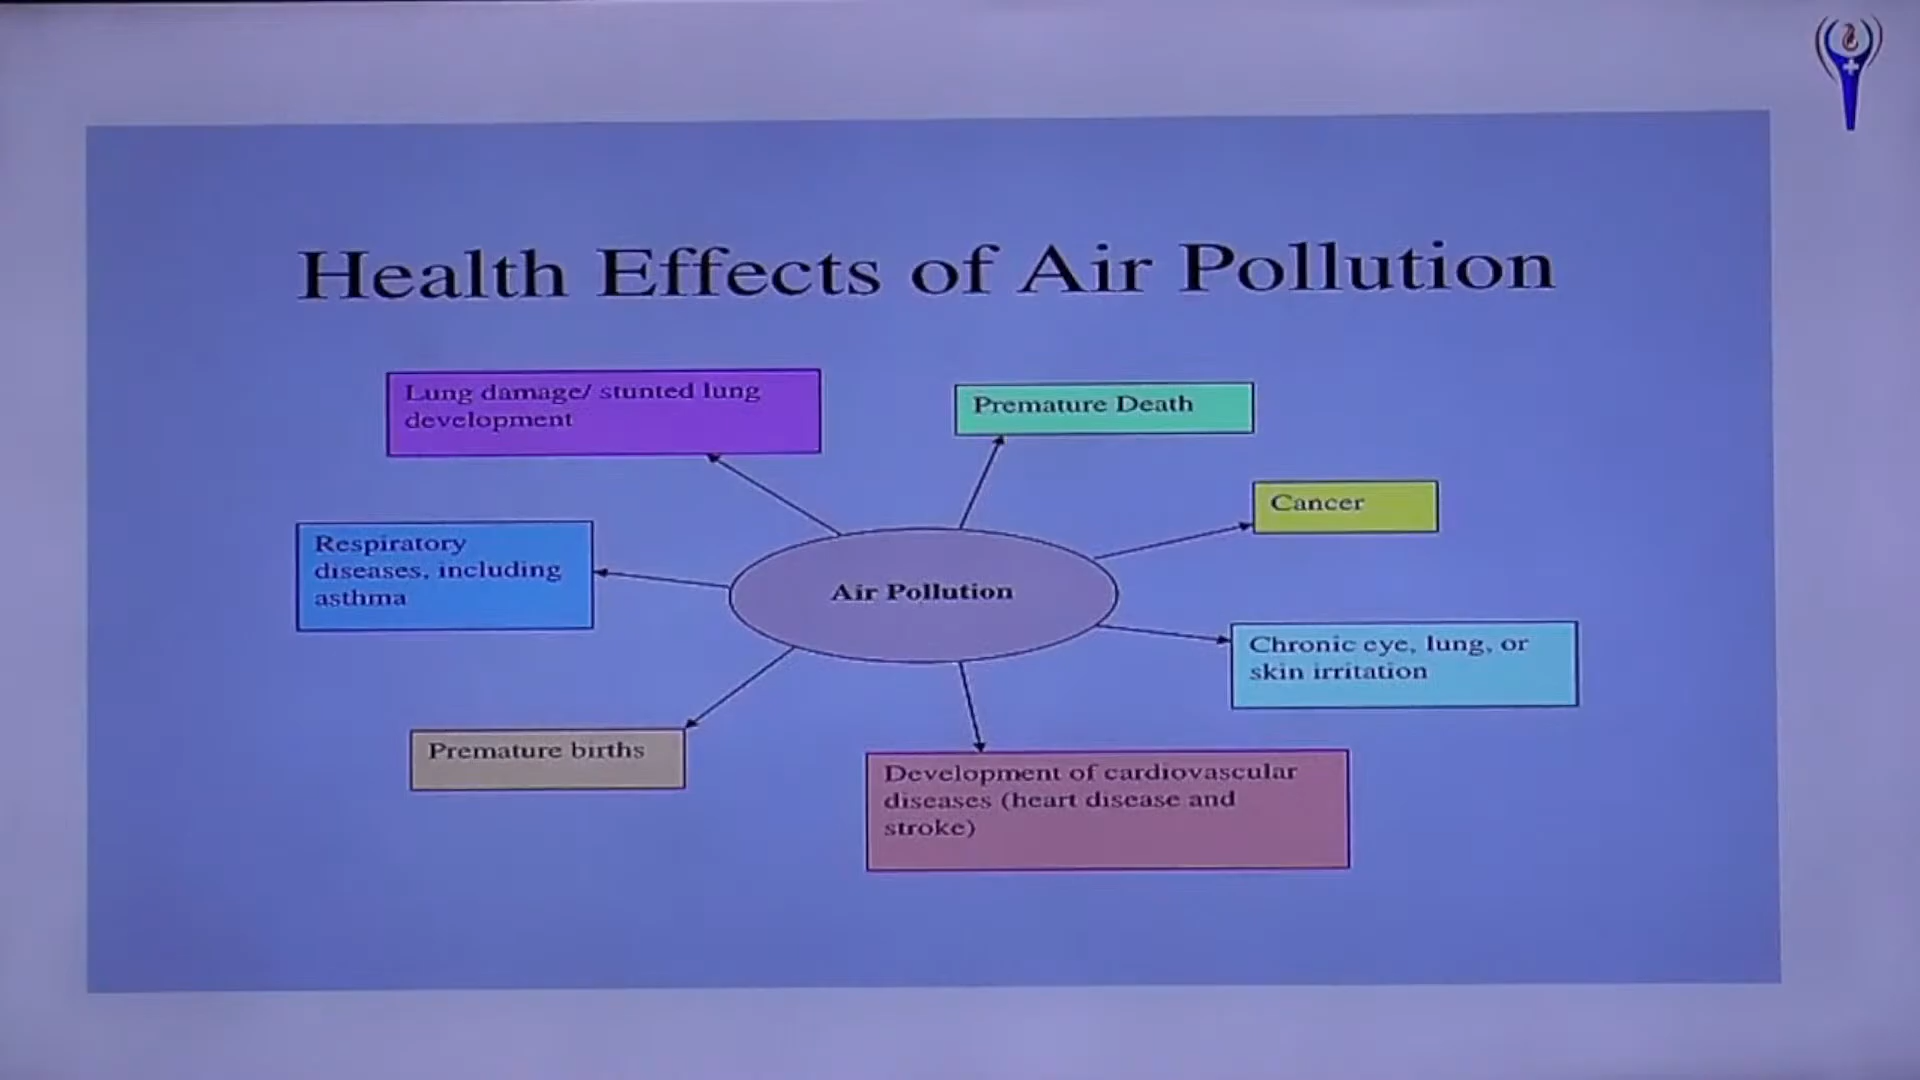 Health Effects of Air Pollution
Lung damage/ stunted lung
development
Premature Death
Cancer
Respiratory
diseases, including
asthma
Air Pollution
Chronic eye, lung, or
skin irritation
Premature births
Development of cardiovascular
diseases (heart disease and
stroke)